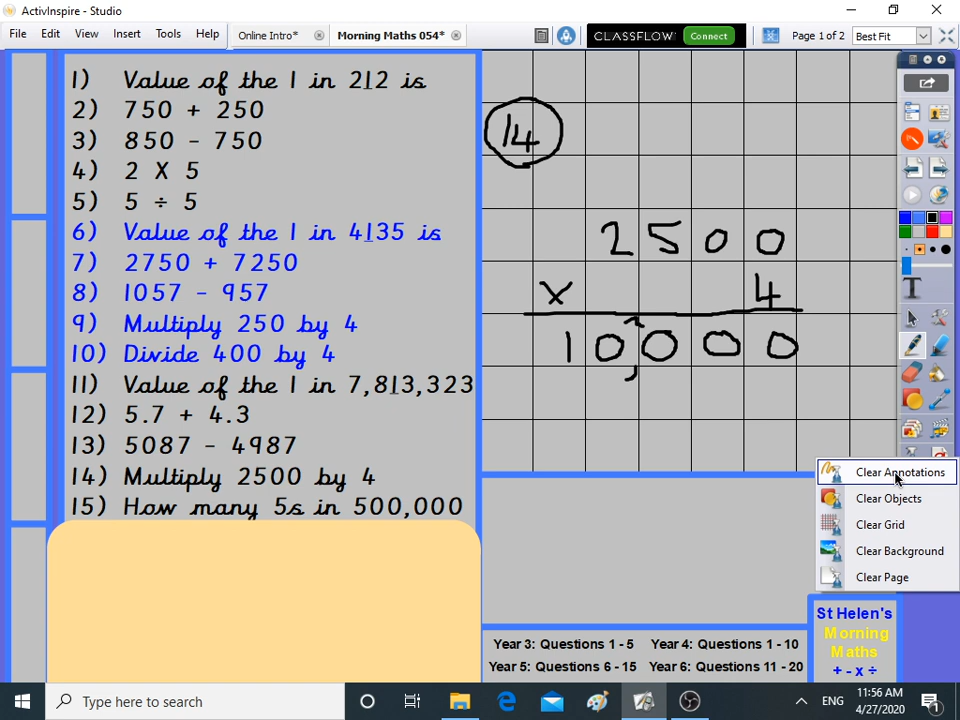 ActivInspire - Studio
File Edit View Insert Tools Help Online Intro* Morning Maths 054* CLASSFLOW Connect Page 1 of 2 Best Fit
1) Value of the 1 in 212 is
2) 750 + 250
3) 850 - 750
4) 2 X 5
5) 5 ÷ 5
6) Value of the 1 in 4135 is
7) 2750 + 7250
8) 1057 - 957
9) Multiply 250 by 4
10) Divide 400 by 4
11) Value of the 1 in 7,813,323
12) 5.7 + 4.3
13) 5087 - 4987
14) Multiply 2500 by 4
15) How many 5s in 500,000
14
2500
x 4
10,000
2
T
Clear Annotations
Clear Objects
Clear Grid
Clear Background
Clear Page
St Helen's
Morning
Maths
+ - x ÷
Year 3: Questions 1 - 5 Year 4: Questions 1 - 10
Year 5: Questions 6 - 15 Year 6: Questions 11 - 20
Type here to search
ENG 11:56 AM
4/27/2020
1